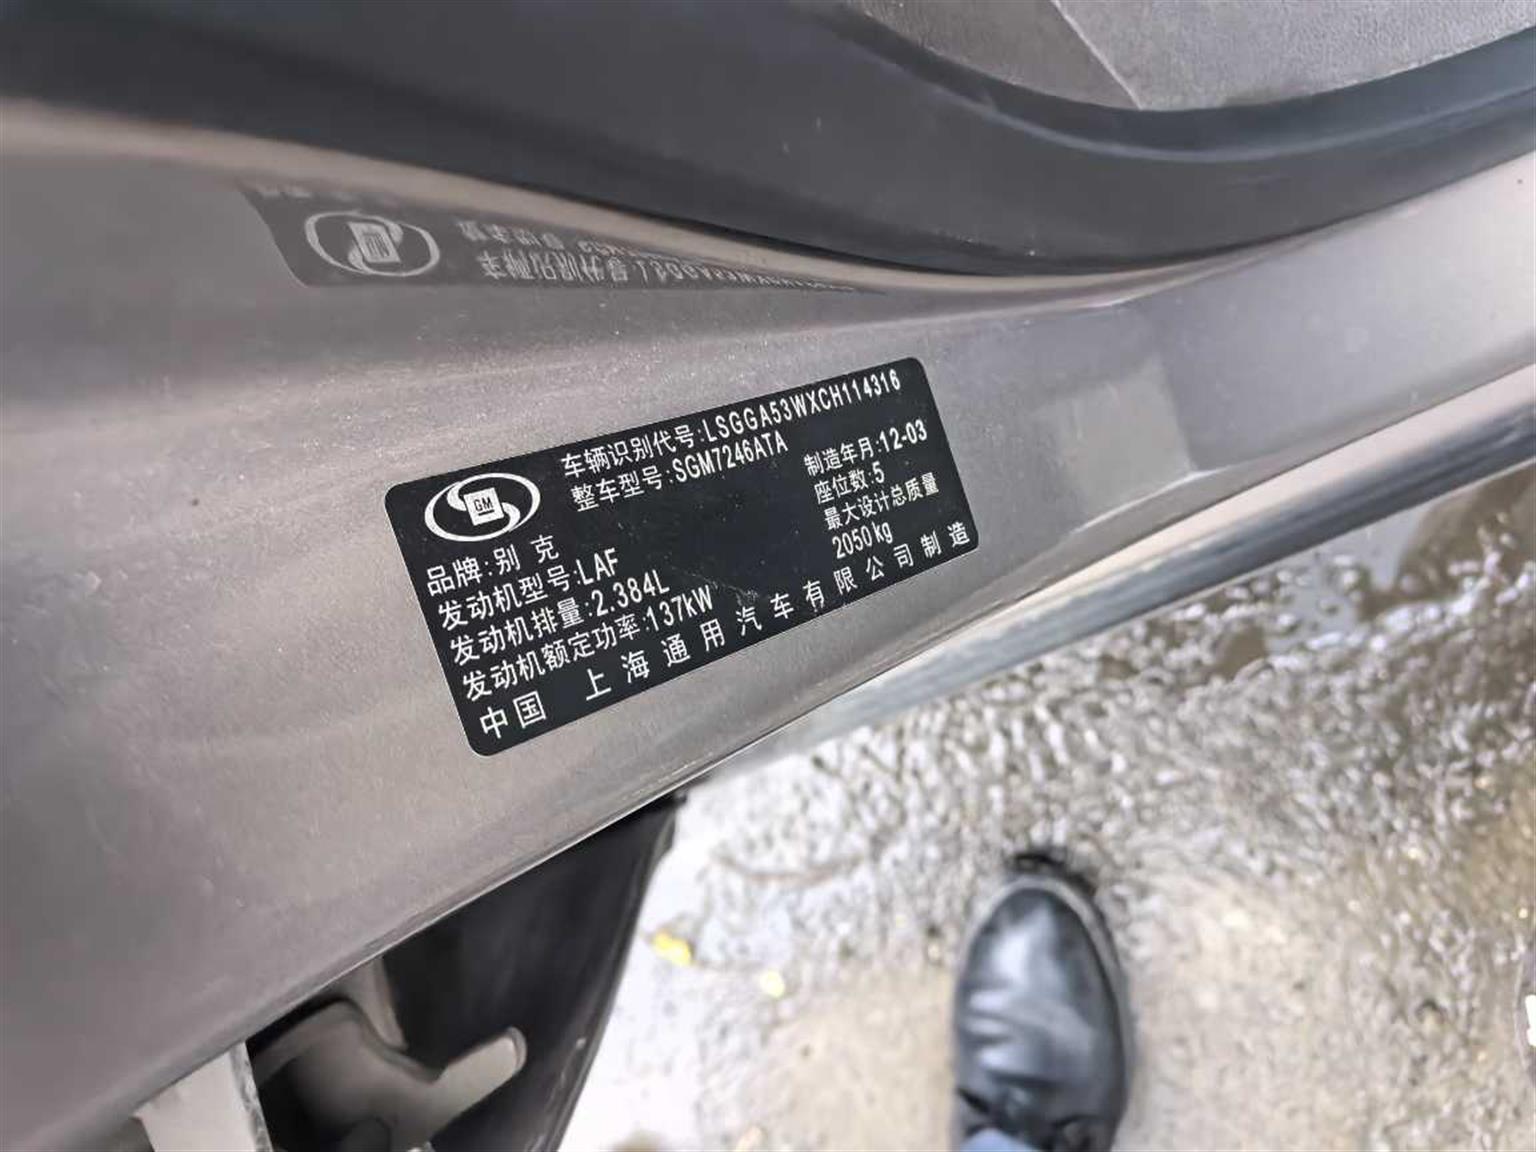 车辆识别代号:LSGGA53WXCH114316
整车型号:SGM7246ATA
GM
制造年月:12-03
座位数:5
最大设计总质量
2050kg
品牌:别克
发动机型号:LAF
发动机排量:2.384L
发动机额定功率:137kW
中国 上海通用汽车有限公司制造